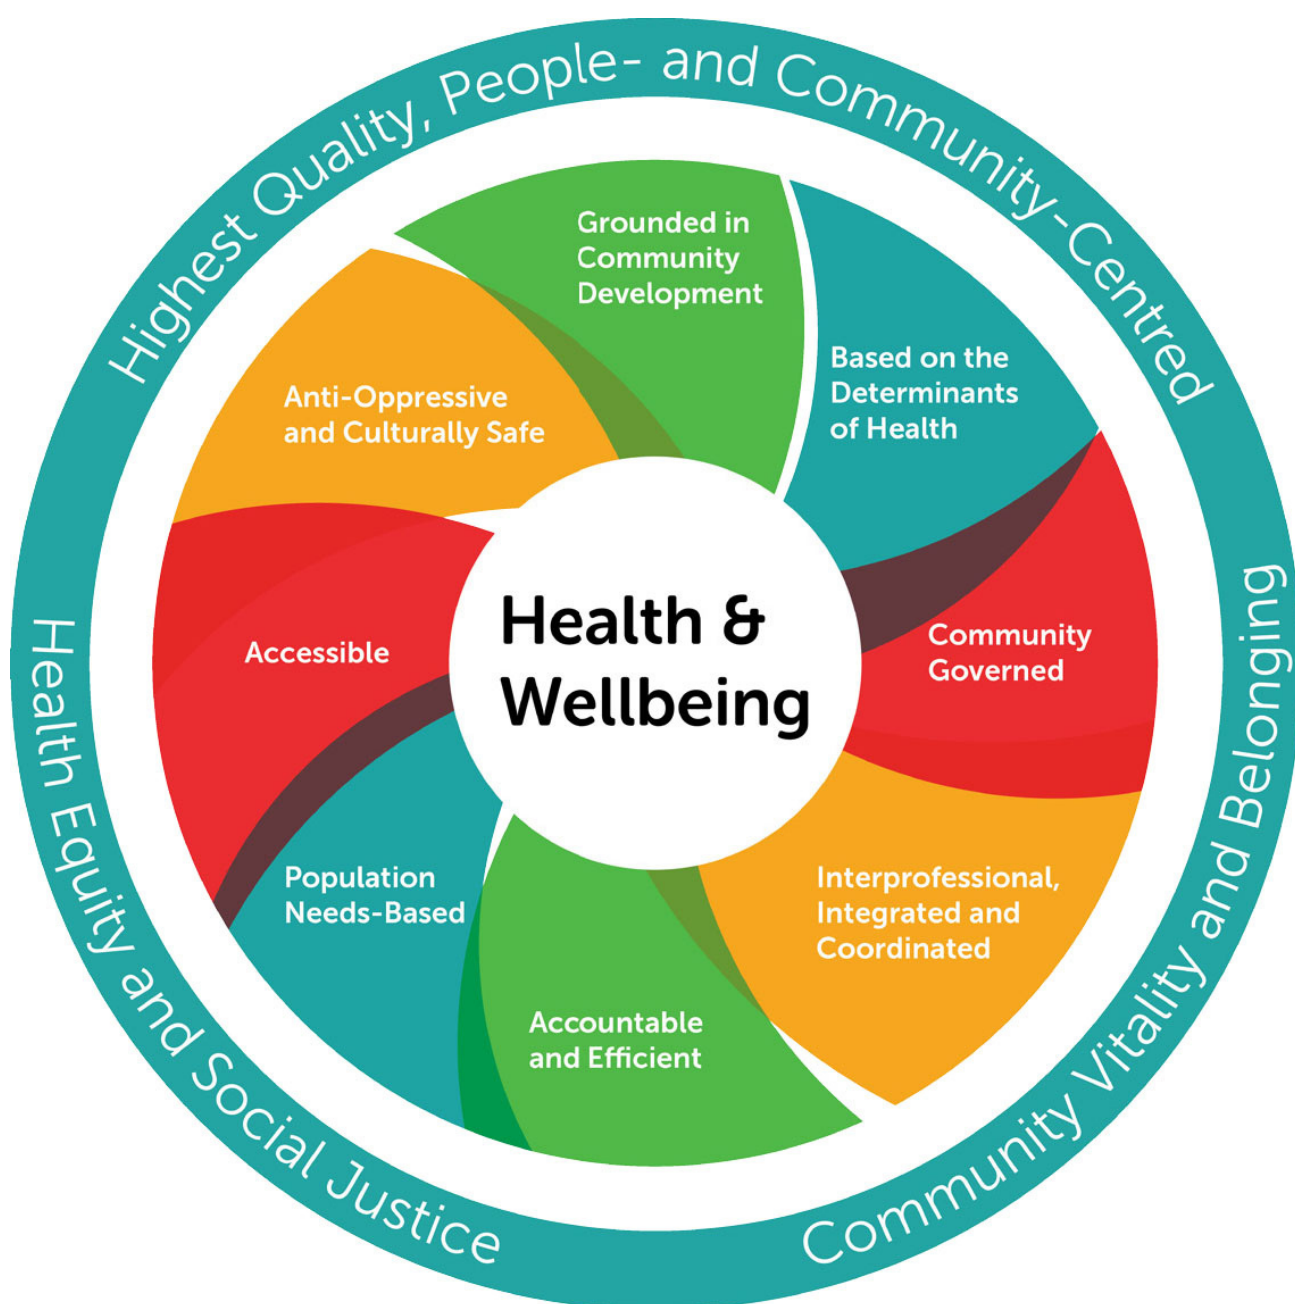 Highest Quality, People- and Community-Centred
Grounded in
Community
Development
Based on the
Determinants
of Health
Anti-Oppressive
and Culturally Safe
Health &
Wellbeing
Accessible
Community
Governed
Population
Needs-Based
Interprofessional,
Integrated and
Coordinated
Accountable
and Efficient
Health Equity and Social Justice
Community Vitality and Belonging